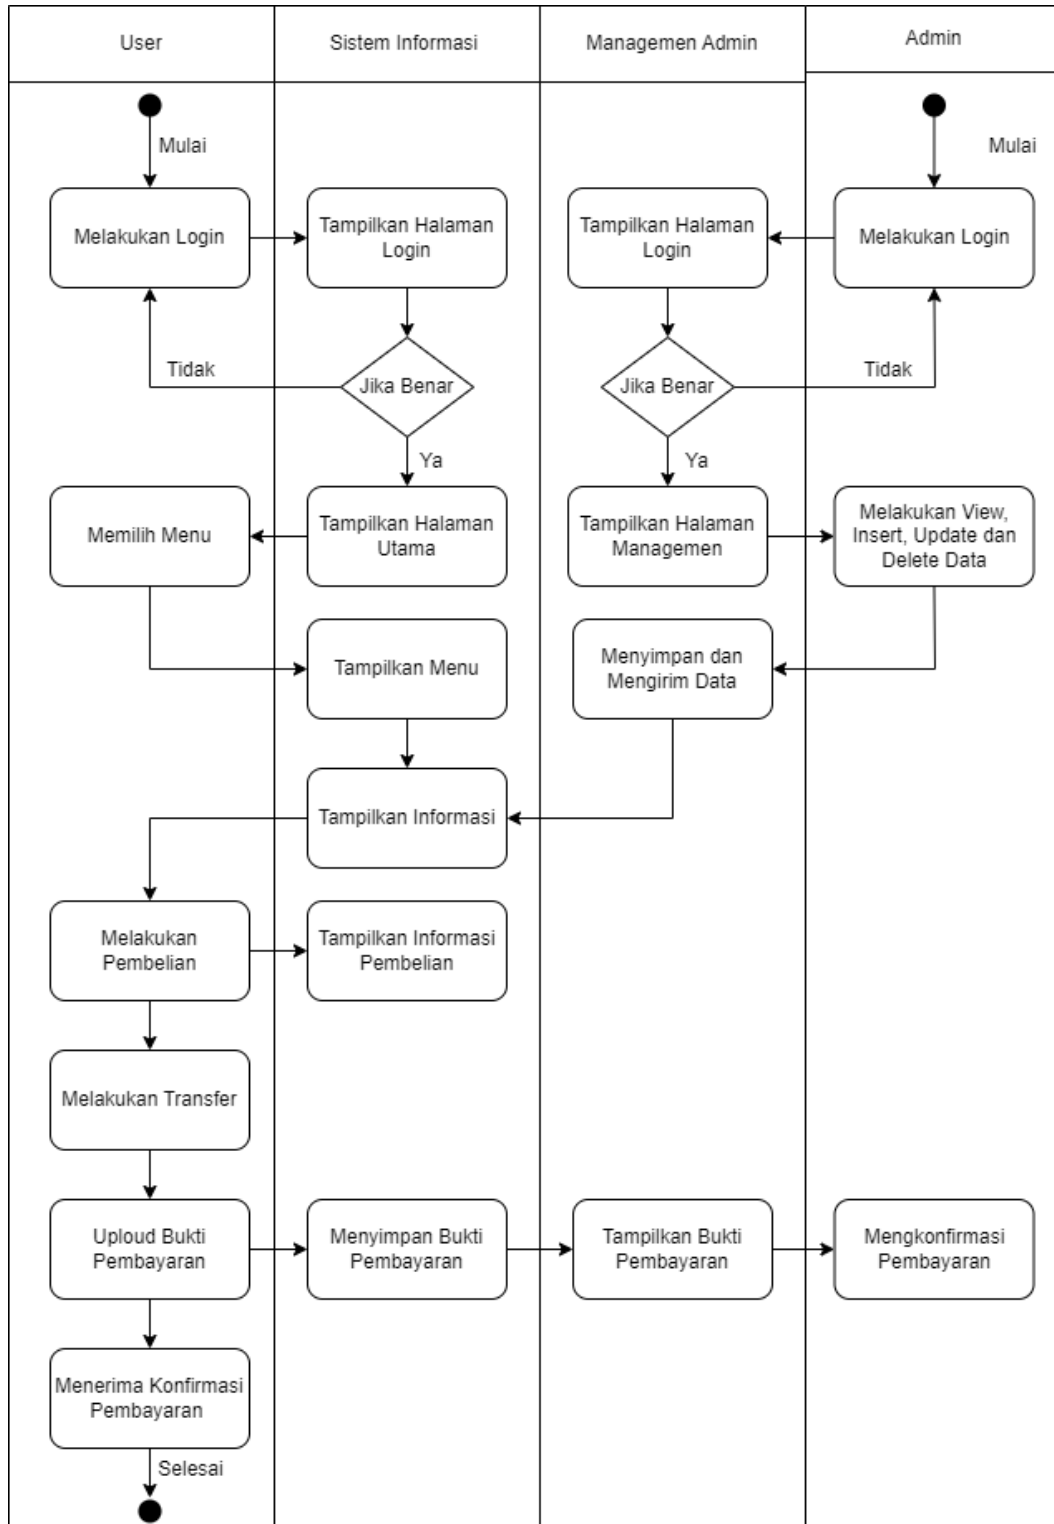 User
Sistem Informasi
Managemen Admin
Admin
Mulai
Mulai
Melakukan Login
Tampilkan Halaman
Login
Tampilkan Halaman
Login
Melakukan Login
Tidak
Jika Benar
Jika Benar
Tidak
Ya
Ya
Memilih Menu
Tampilkan Halaman
Utama
Tampilkan Halaman
Managemen
Melakukan View,
Insert, Update dan
Delete Data
Tampilkan Menu
Menyimpan dan
Mengirim Data
Tampilkan Informasi
Melakukan
Pembelian
Tampilkan Informasi
Pembelian
Melakukan Transfer
Uploud Bukti
Pembayaran
Menyimpan Bukti
Pembayaran
Tampilkan Bukti
Pembayaran
Mengkonfirmasi
Pembayaran
Menerima Konfirmasi
Pembayaran
Selesai